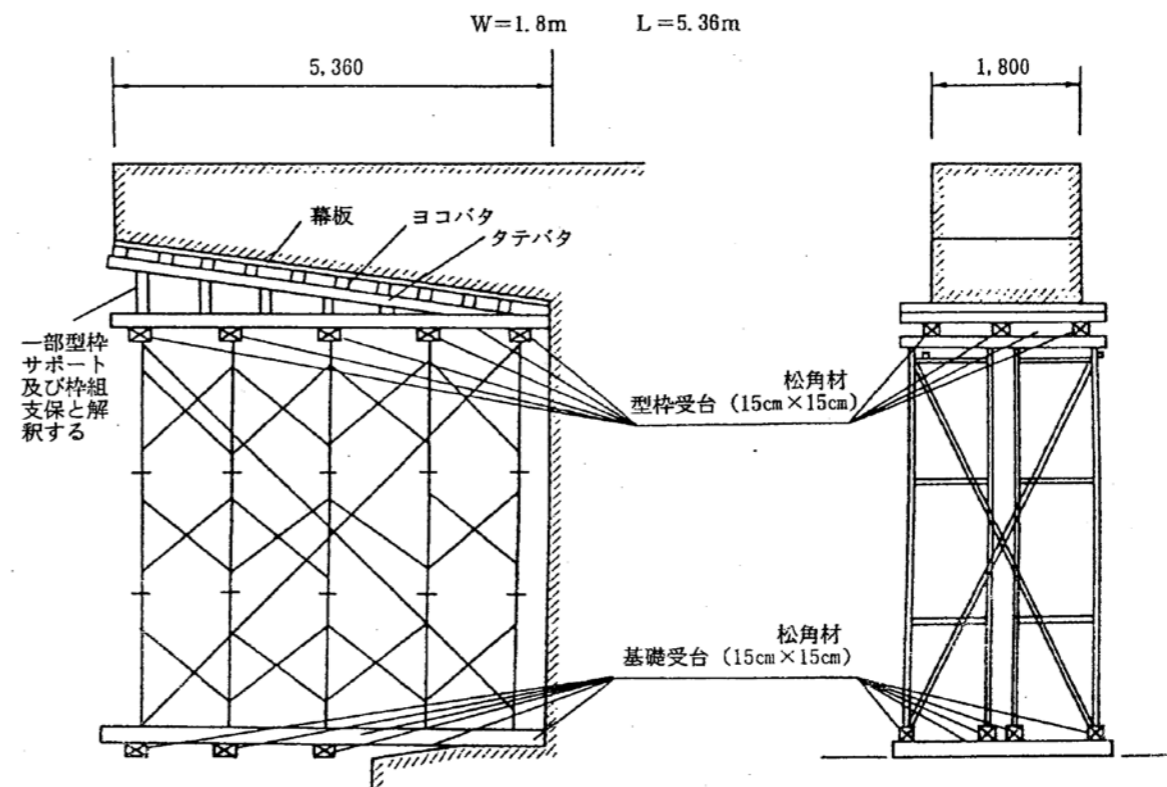 W=1.8m L=5.36m
5,360
1,800
幕板
ヨコバタ
タテバタ
一部型枠
サポート
及び枠組
支保と解
釈する
松角材
型枠受台（15cm×15cm）
松角材
基礎受台（15cm×15cm）